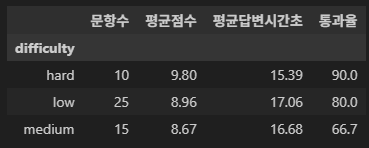 문항수 평균점수 평균답변시간초 통과율
difficulty
hard 10 9.80 15.39 90.0
low 25 8.96 17.06 80.0
medium 15 8.67 16.68 66.7